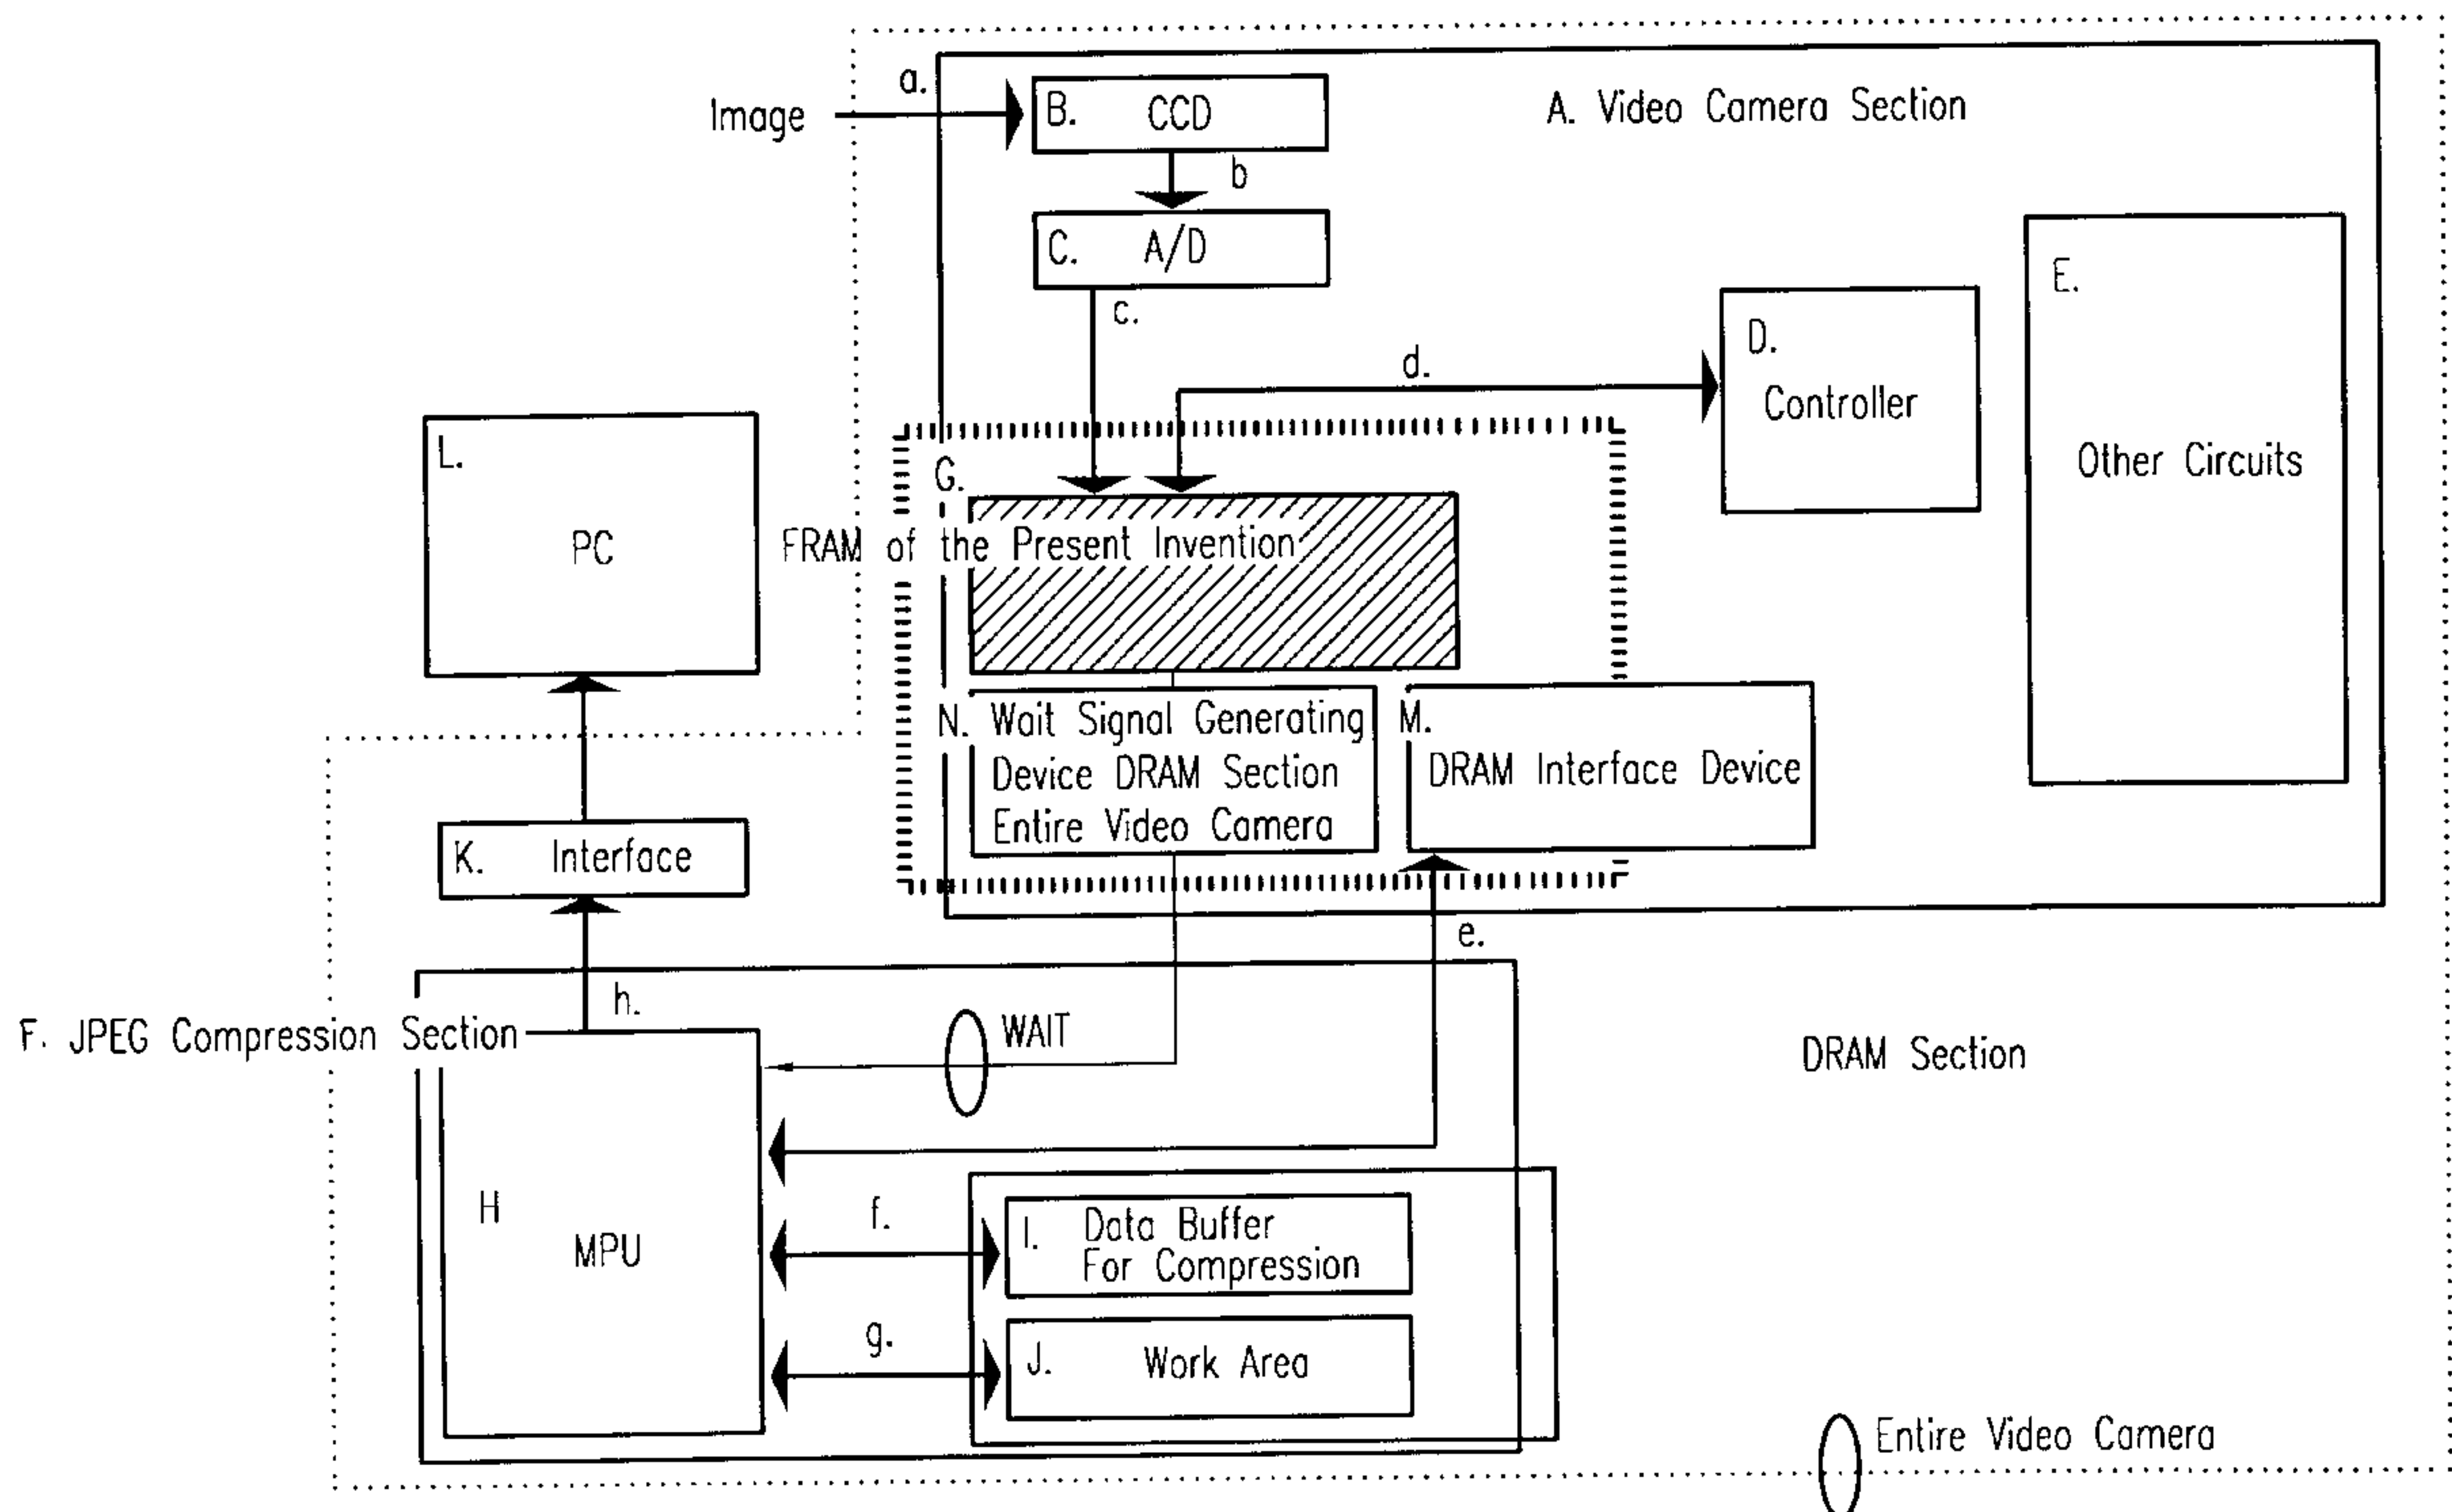 a.
Image
B. CCD
A. Video Camera Section
b
C. A/D
c.
E.
Other Circuits
D.
Controller
d.
L.
PC
G.
FRAM of the Present Invention
N. Wait Signal Generating
Device DRAM Section
Entire Video Camera
M.
DRAM Interface Device
K. Interface
e.
h.
F. JPEG Compression Section
WAIT
DRAM Section
H
MPU
f.
I. Data Buffer
For Compression
g.
J. Work Area
Entire Video Camera